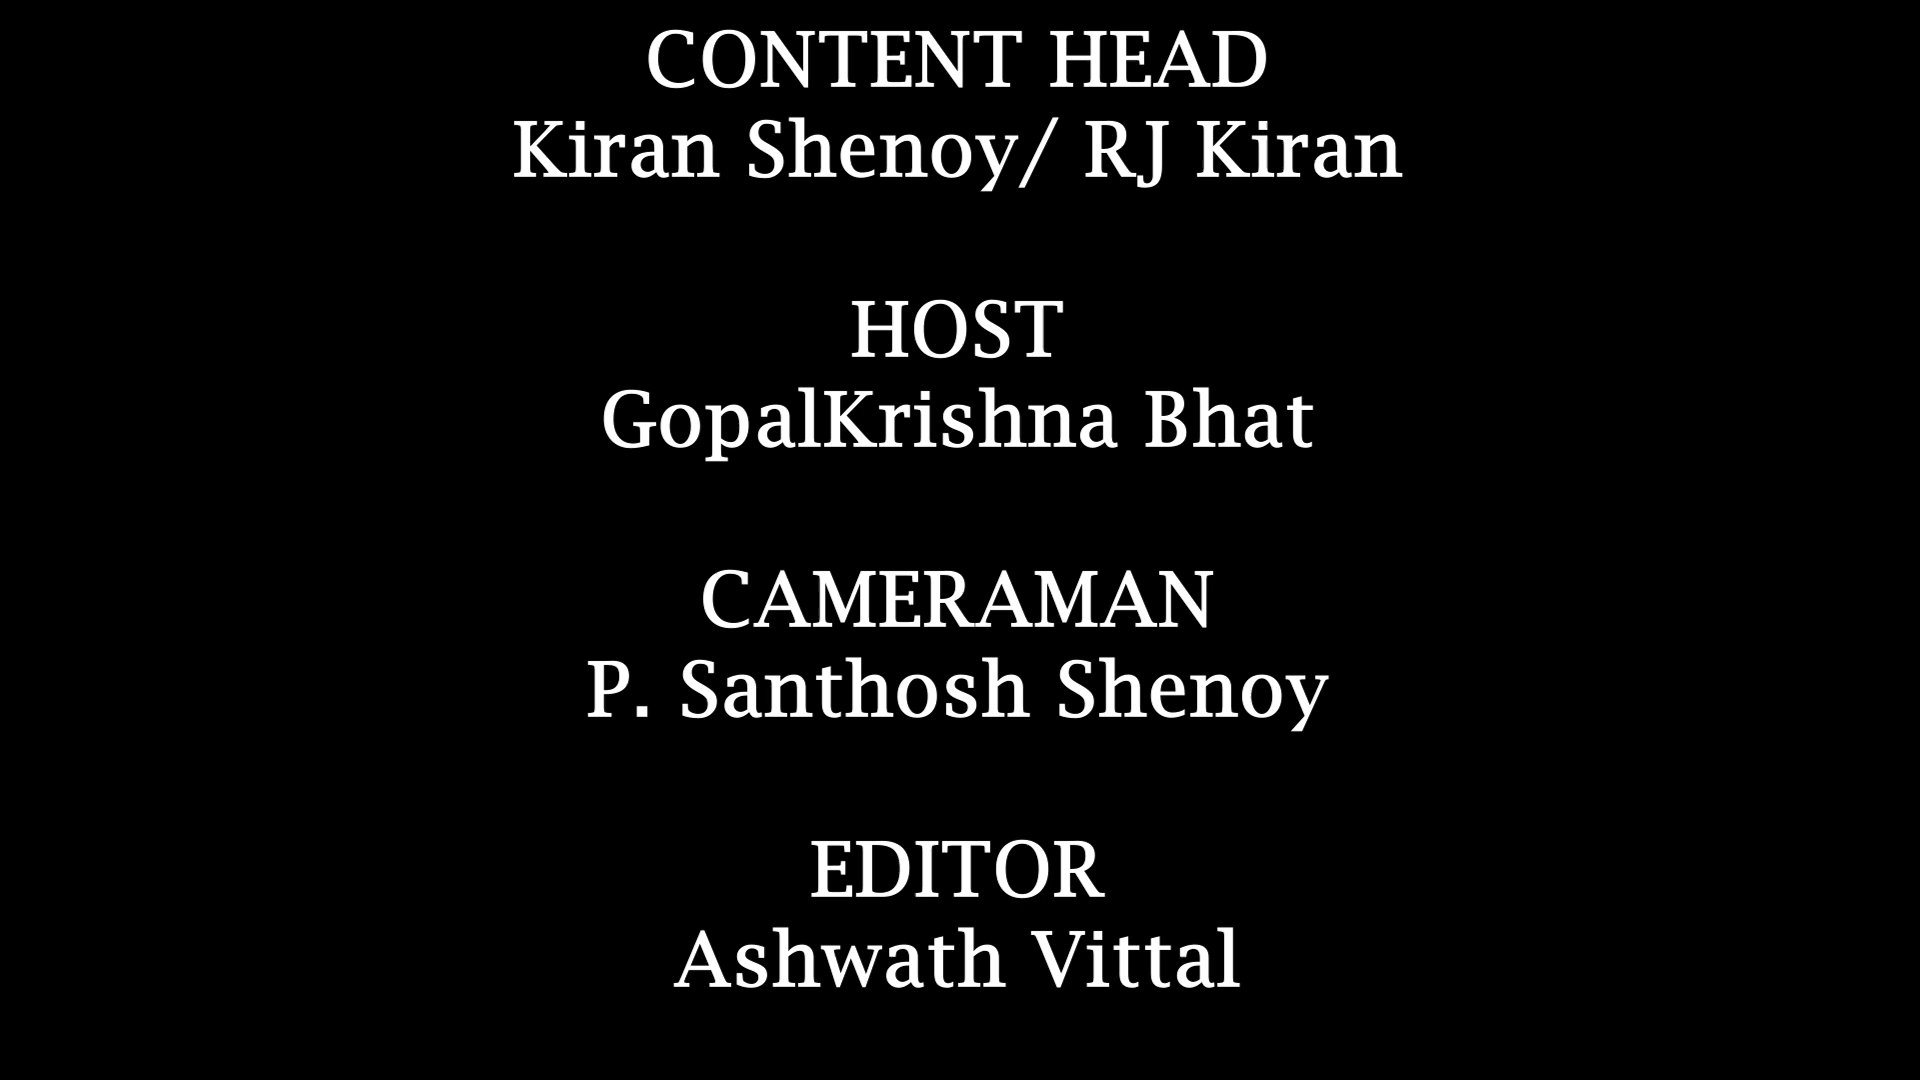 CONTENT HEAD
Kiran Shenoy/ RJ Kiran
HOST
GopalKrishna Bhat
CAMERAMAN
P. Santhosh Shenoy
EDITOR
Ashwath Vittal